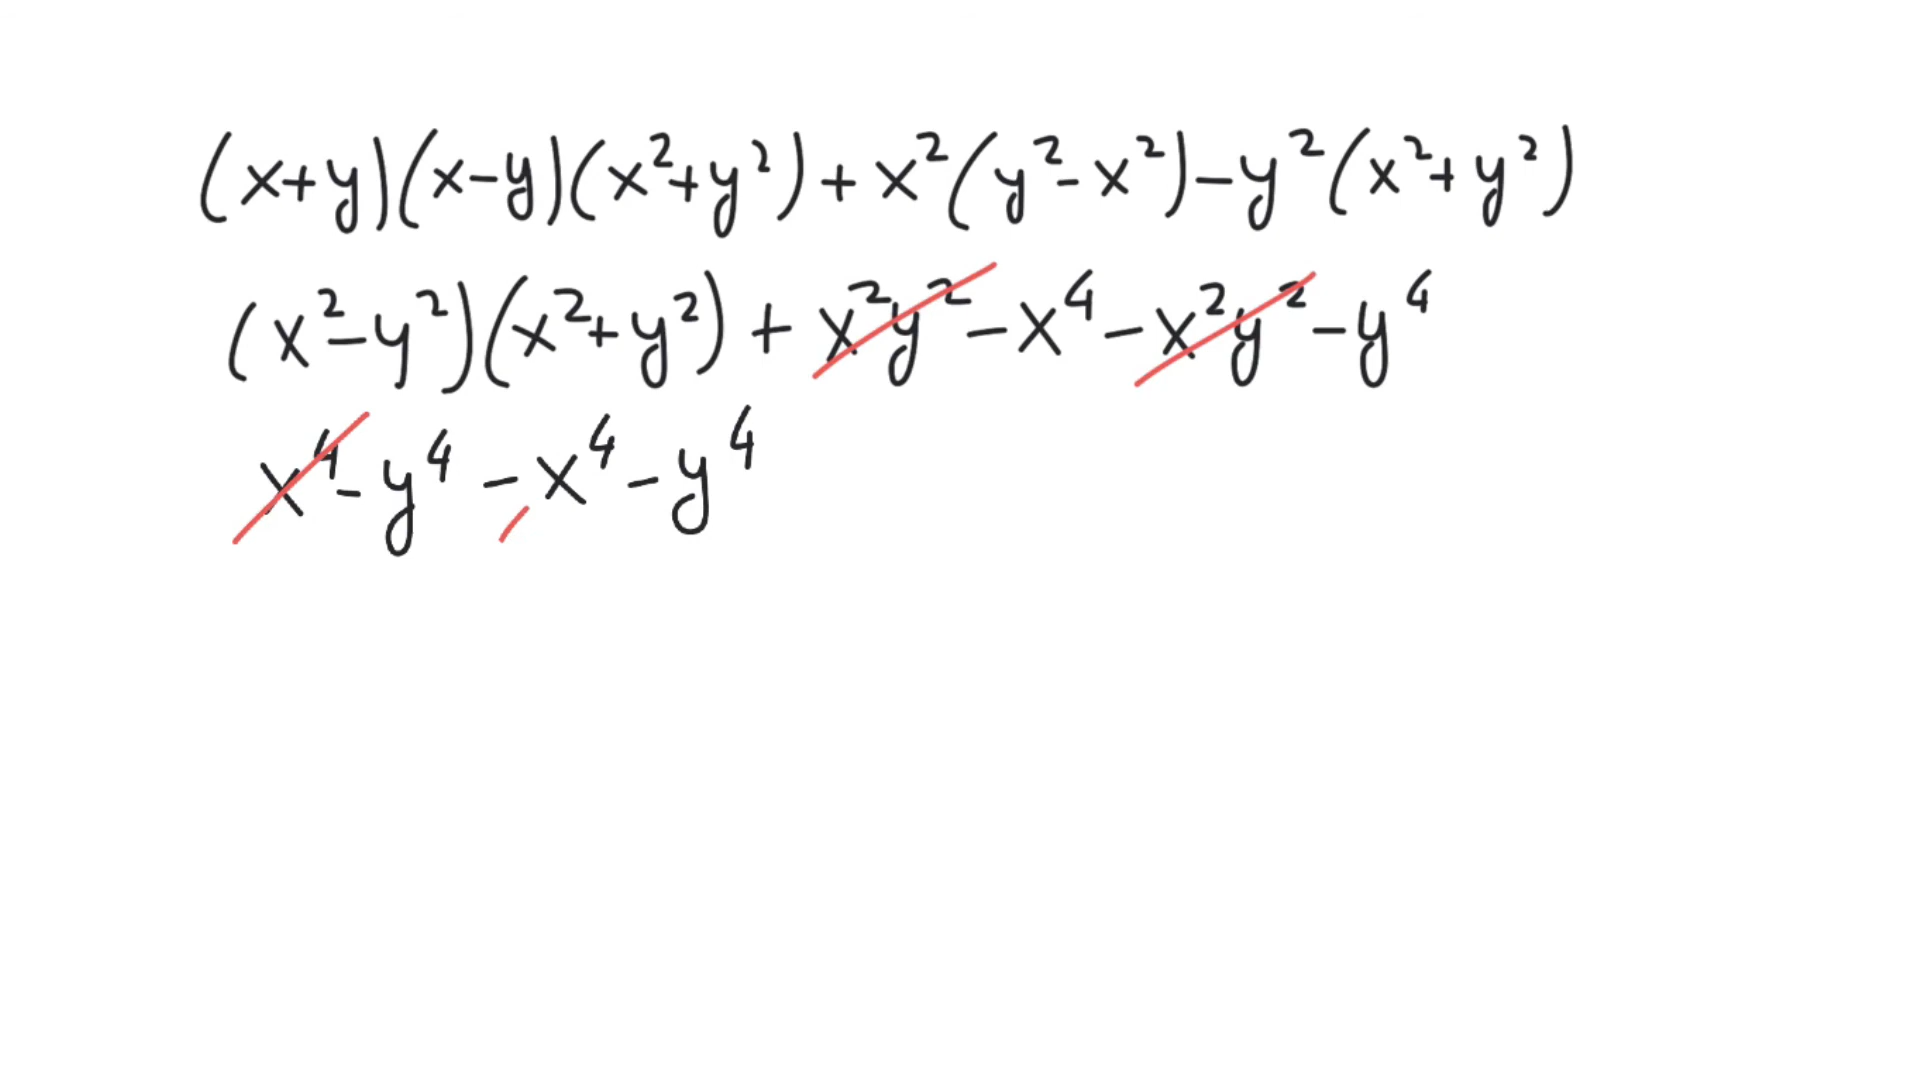 (x+y)(x-y)(x²+y²)+x²(y²-x²)-y²(x²+y²)
(x²-y²)(x²+y²)+x²y²-x⁴-x²y²-y⁴
x⁴-y⁴-x⁴-y⁴